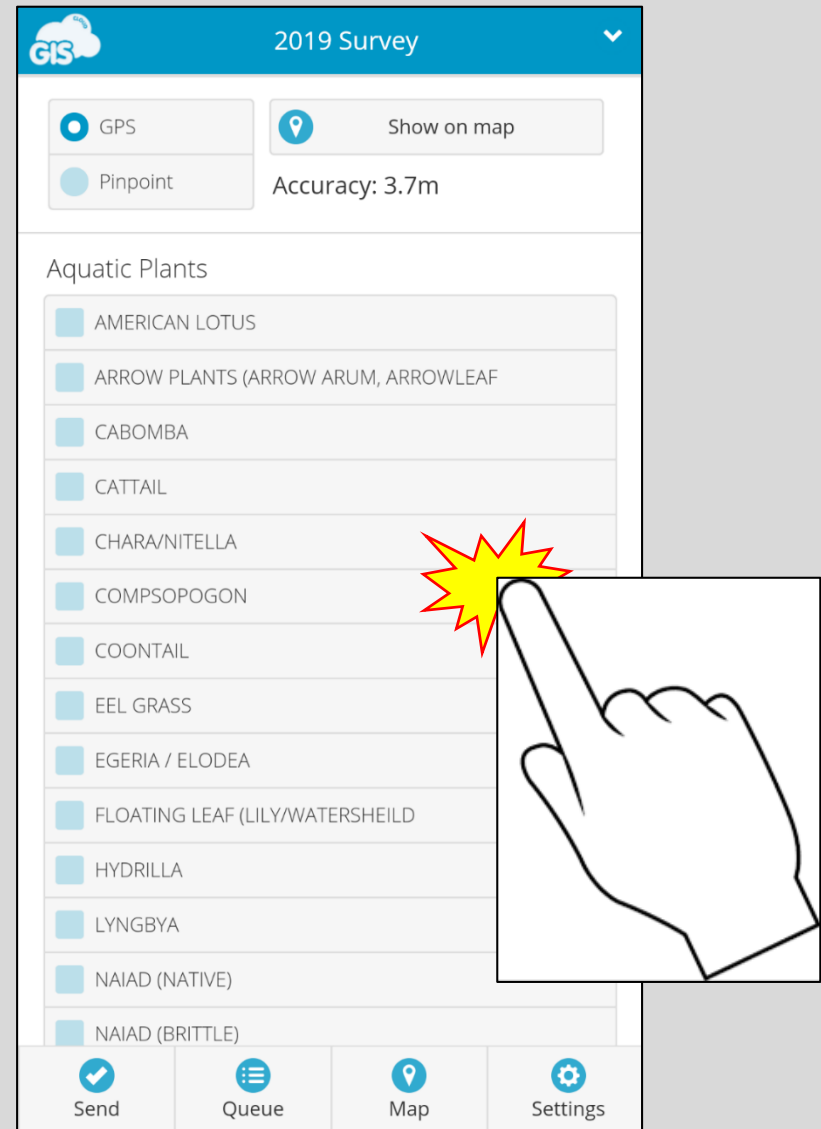 GIS
2019 Survey
GPS
Show on map
Pinpoint
Accuracy: 3.7m
Aquatic Plants
AMERICAN LOTUS
ARROW PLANTS (ARROW ARUM, ARROWLEAF
CABOMBA
CATTAIL
CHARA/NITELLA
COMPSOPOGON
COONTAIL
EEL GRASS
EGERIA / ELODEA
FLOATING LEAF (LILY/WATERSHEILD
HYDRILLA
LYNGBYA
NAIAD (NATIVE)
NAIAD (BRITTLE)
Send
Queue
Map
Settings